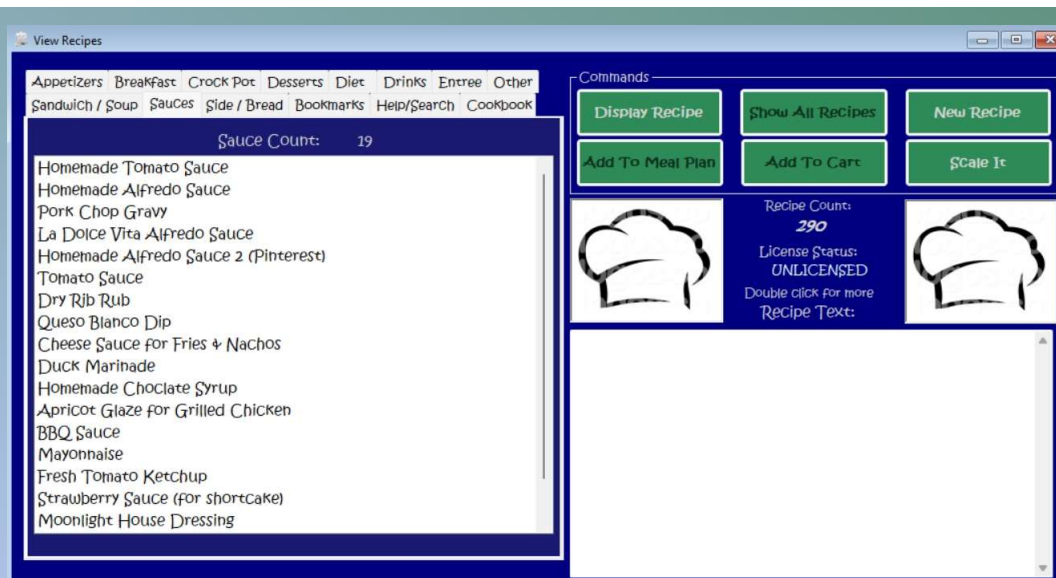 View Recipes
Appetizers Breakfast Crock Pot Desserts Diet Drinks Entree Other
Sandwich / Soup Sauces Side / Bread Bookmarks Help/Search Cookbook
Sauce Count: 19
Homemade Tomato Sauce
Homemade Alfredo Sauce
Pork Chop Gravy
La Dolce Vita Alfredo Sauce
Homemade Alfredo Sauce 2 (Pinterest)
Tomato Sauce
Dry Rib Rub
Queso Blanco Dip
Cheese Sauce for Fries & Nachos
Duck Marinade
Homemade Choclate Syrup
Apricot Glaze for Grilled Chicken
BBQ Sauce
Mayonnaise
Fresh Tomato Ketchup
Strawberry Sauce (for shortcake)
Moonlight House Dressing
Commands
Display Recipe Show All Recipes New Recipe
Add To Meal Plan Add To Cart Scale It
Recipe Count:
290
License Status:
UNLICENSED
Double click for more
Recipe Text: